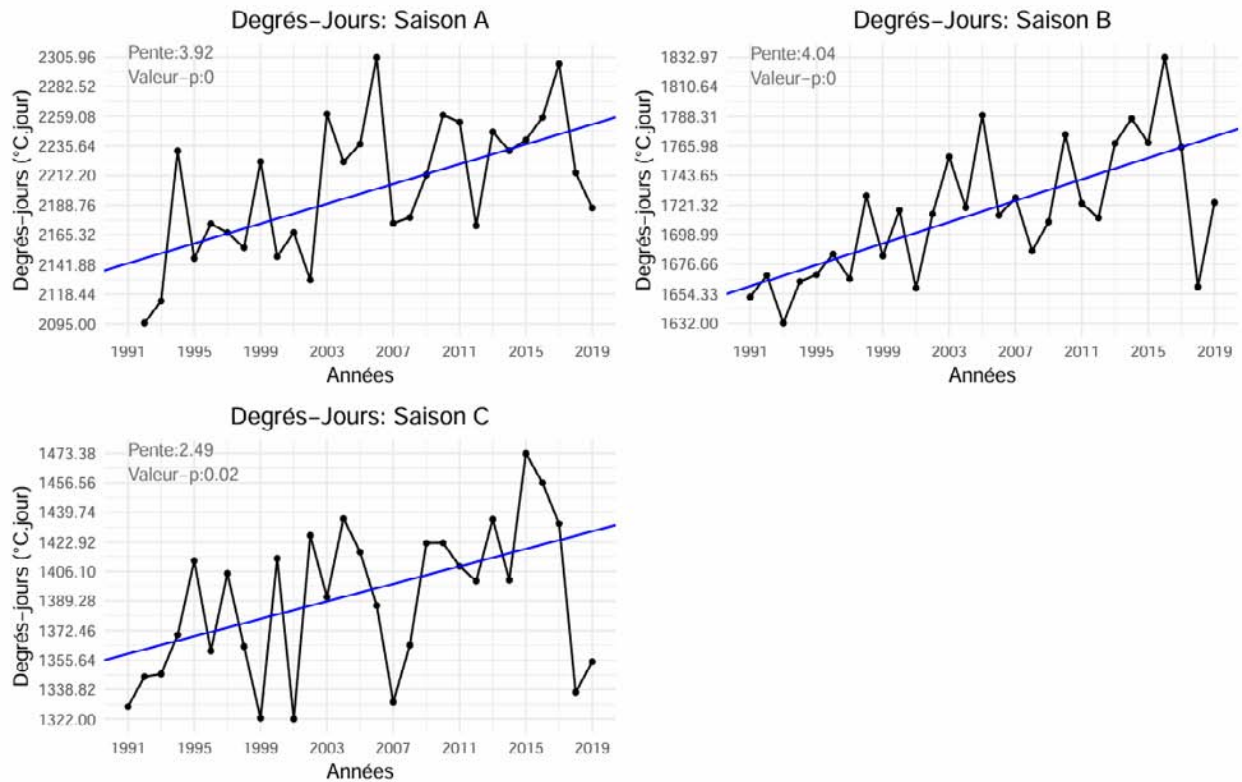 Degrés–Jours: Saison A
Pente:3.92
Valeur–p:0
Degrés–jours (°C.jour)
2305.96
2282.52
2259.08
2235.64
2212.20
2188.76
2165.32
2141.88
2118.44
2095.00
1991 1995 1999 2003 2007 2011 2015 2019
Années
Degrés–Jours: Saison B
Pente:4.04
Valeur–p:0
Degrés–jours (°C.jour)
1832.97
1810.64
1788.31
1765.98
1743.65
1721.32
1698.99
1676.66
1654.33
1632.00
1991 1995 1999 2003 2007 2011 2015 2019
Années
Degrés–Jours: Saison C
Pente:2.49
Valeur–p:0.02
Degrés–jours (°C.jour)
1473.38
1456.56
1439.74
1422.92
1406.10
1389.28
1372.46
1355.64
1338.82
1322.00
1991 1995 1999 2003 2007 2011 2015 2019
Années